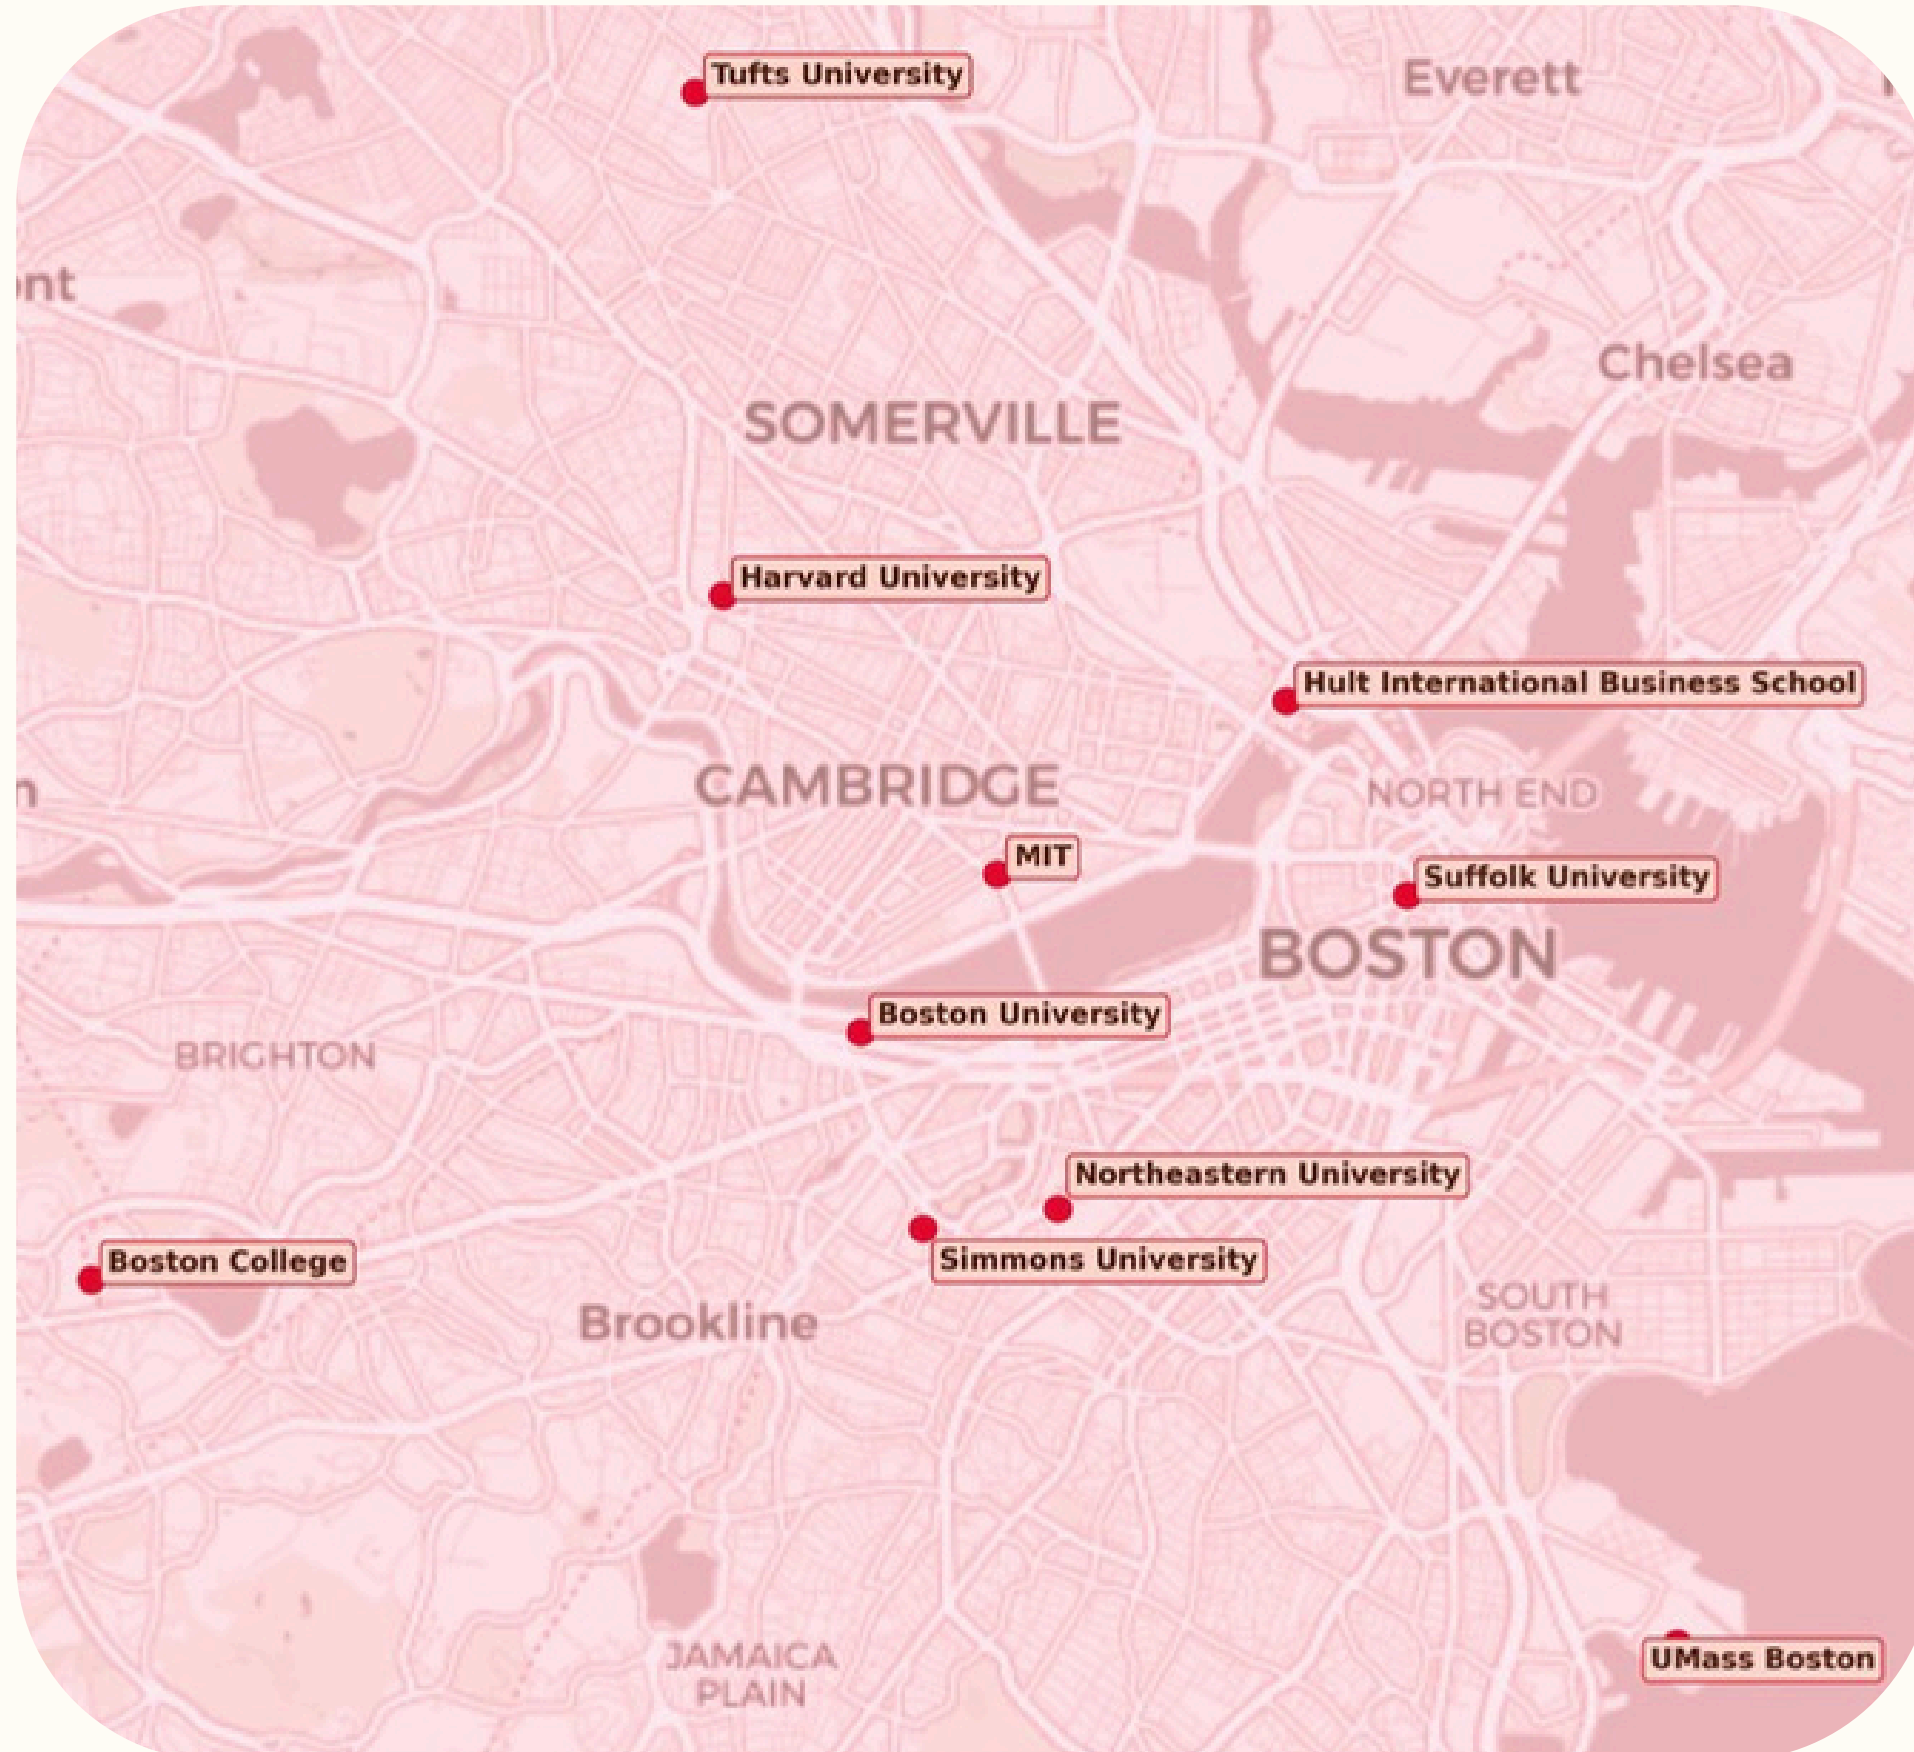 Tufts University
Everett
ont
Chelsea
SOMERVILLE
Harvard University
Hult International Business School
CAMBRIDGE
NORTH END
n
MIT
Suffolk University
BOSTON
Boston University
BRIGHTON
Northeastern University
Simmons University
Boston College
Brookline
SOUTH
BOSTON
JAMAICA
PLAIN
UMass Boston